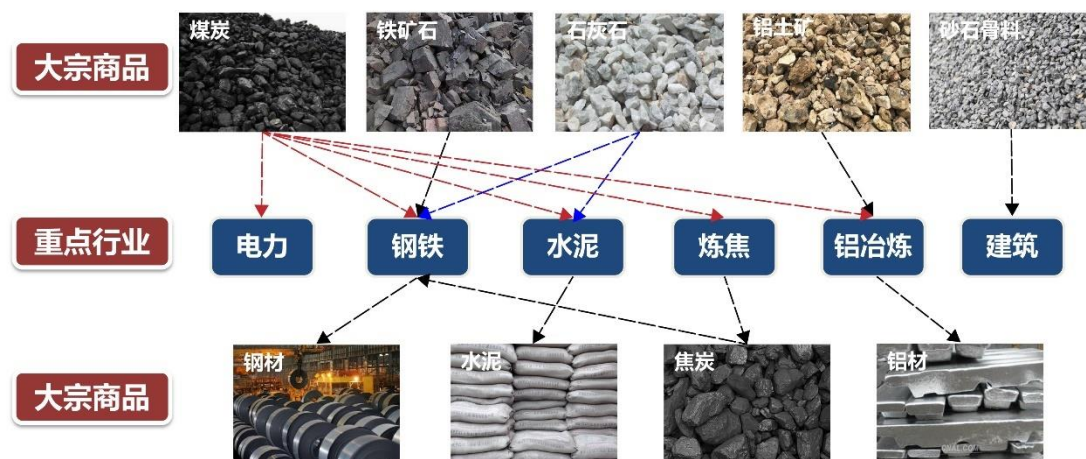 煤炭
铁矿石
石灰石
铝土矿
砂石骨料
大宗商品
重点行业
电力
钢铁
水泥
炼焦
铝冶炼
建筑
钢材
水泥
焦炭
铝材
大宗商品